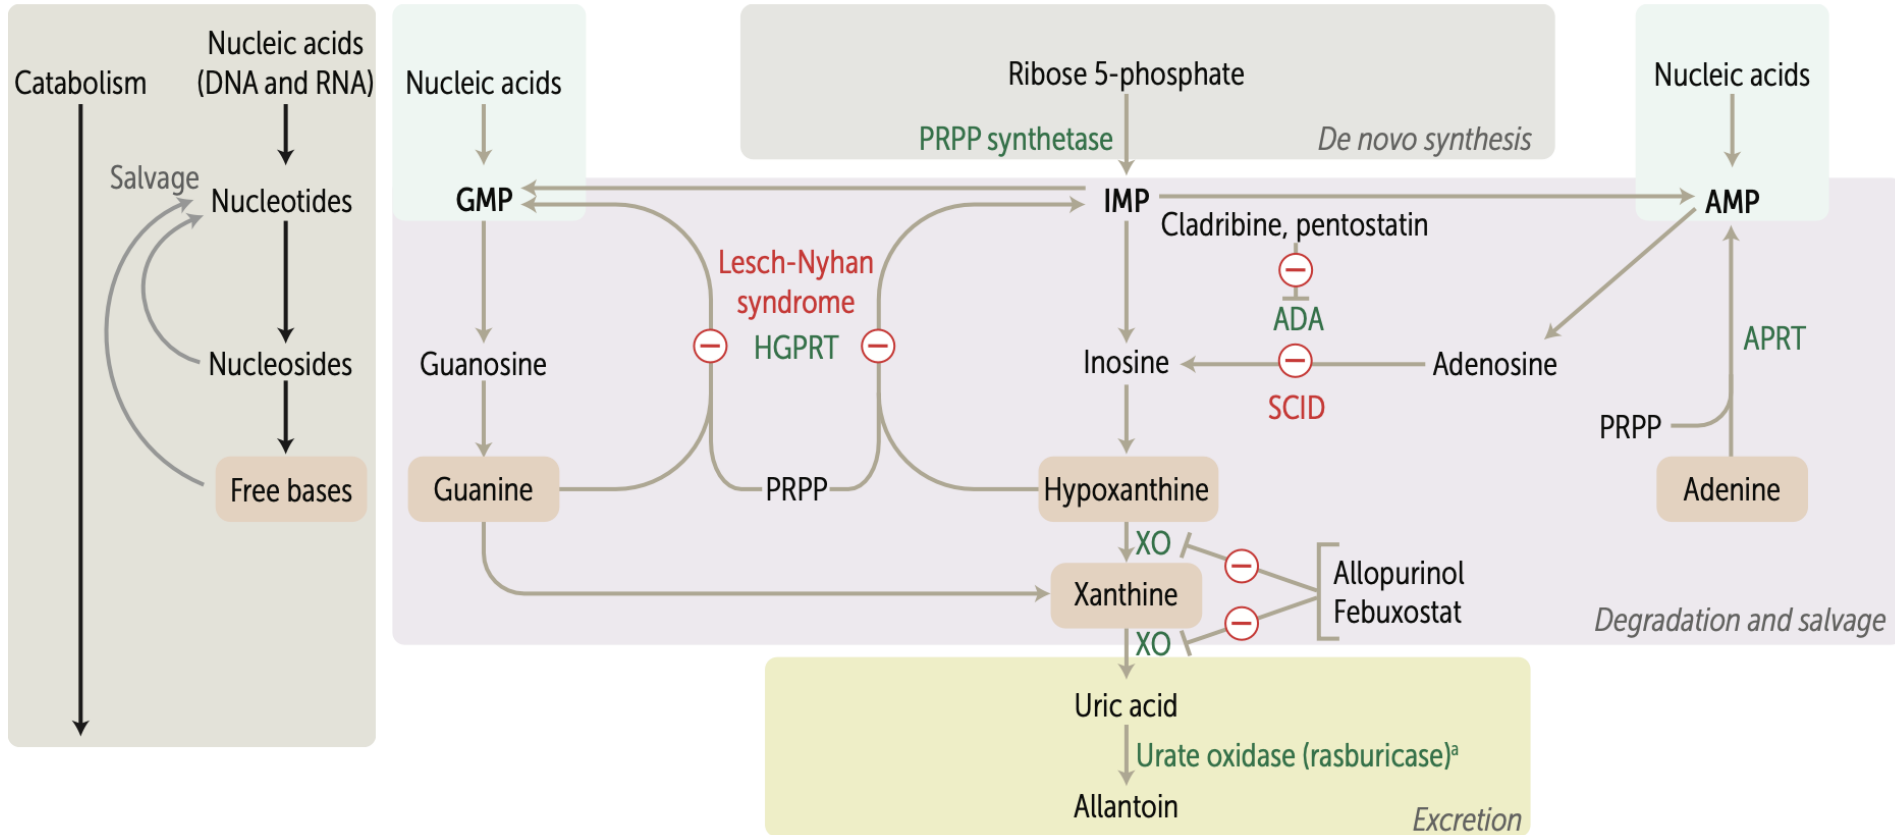 Catabolism
Nucleic acids
(DNA and RNA)
Salvage
Nucleotides
Nucleosides
Free bases
Nucleic acids
GMP
Guanosine
Guanine
Ribose 5-phosphate
PRPP synthetase
De novo synthesis
IMP
Cladribine, pentostatin
ADA
Lesch-Nyhan
syndrome
HGPRT
PRPP
Inosine
SCID
Adenosine
Hypoxanthine
XO
Xanthine
XO
Allopurinol
Febuxostat
Nucleic acids
AMP
APRT
PRPP
Adenine
Degradation and salvage
Uric acid
Urate oxidase (rasburicase)ᵃ
Allantoin
Excretion